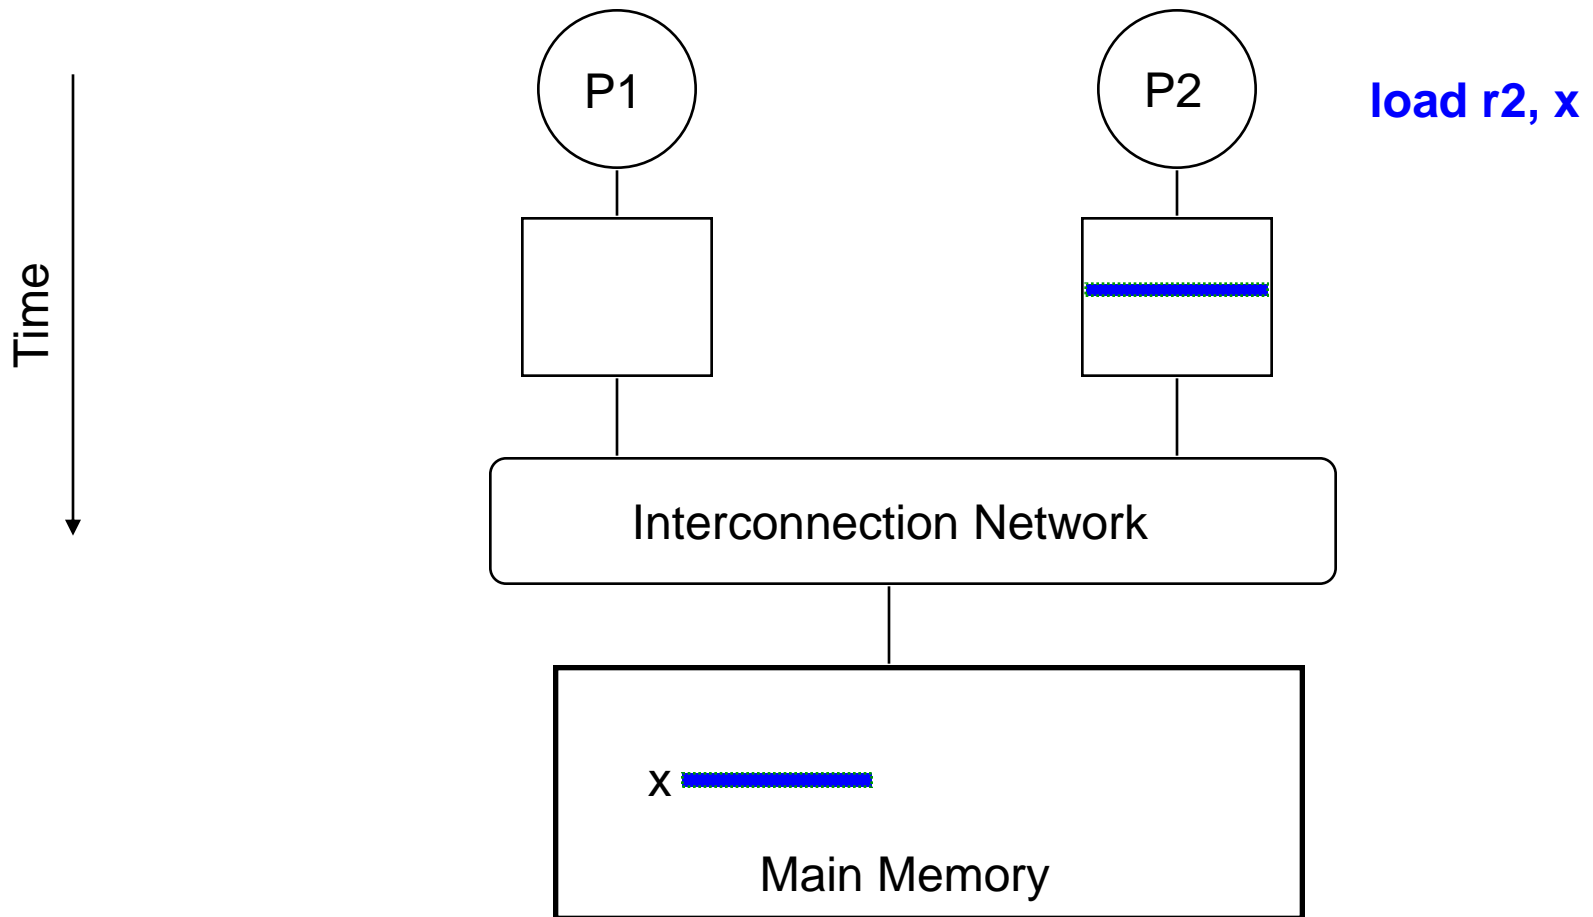 P1
P2
load r2, x
Time
Interconnection Network
x
Main Memory